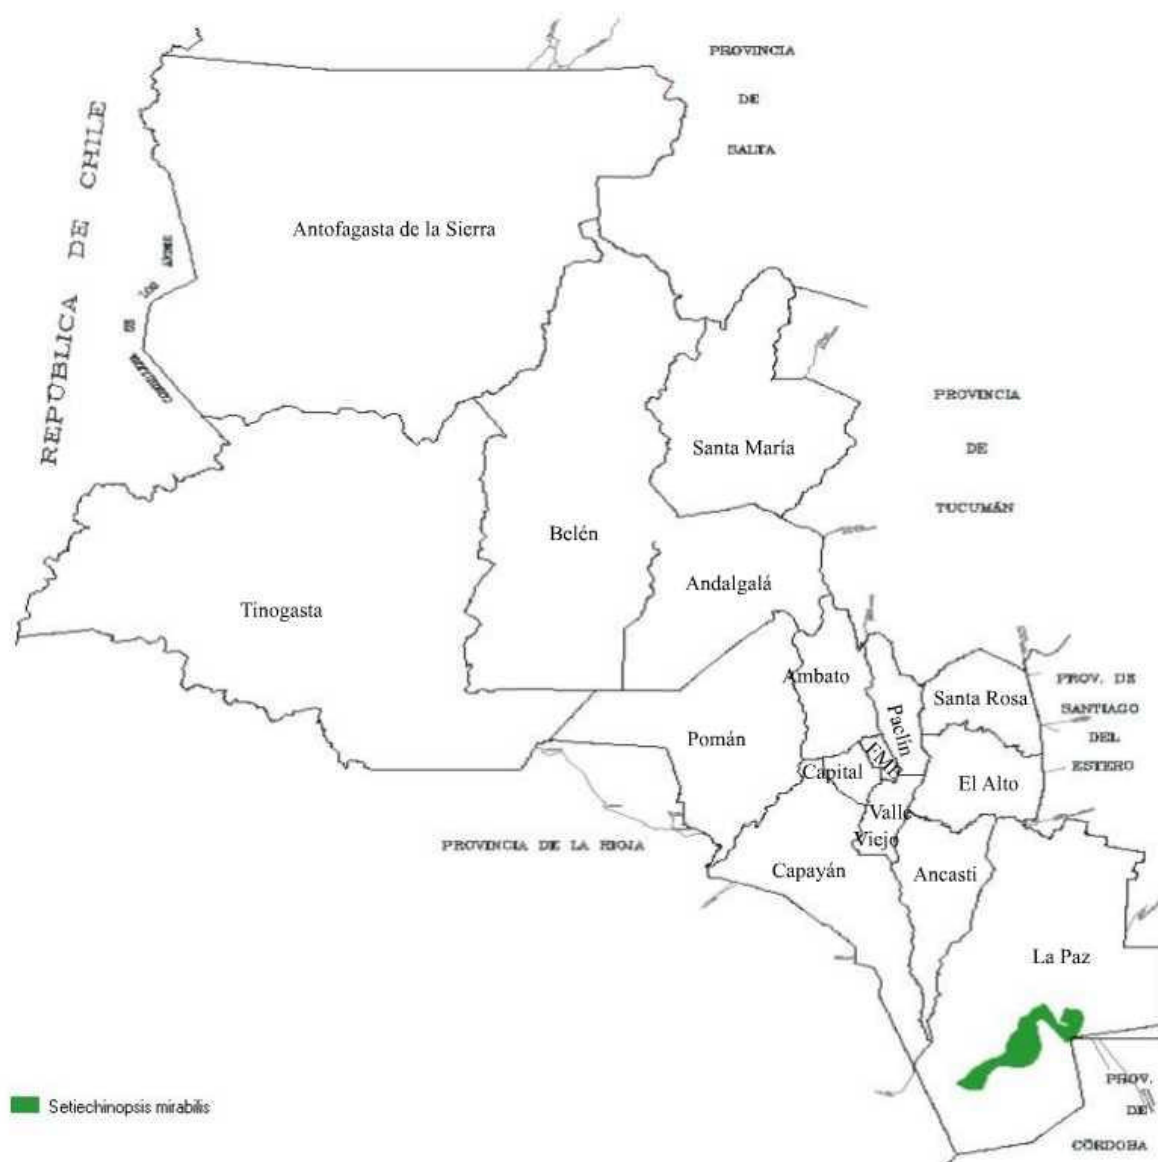 PROVINCIA
DE
SALTA
REPÚBLICA DE CHILE
Antofagasta de la Sierra
LOS
PROVINCIA
DE
TUCUMÁN
Santa María
Belén
Andalgalá
Tinogasta
Ambato
Paclín
Santa Rosa
PROV. DE
SANTIAGO
DEL
ESTERO
Pomán
Capital
FME
El Alto
Valle
Viejo
PROVINCIA DE LA RIOJA
Capayán
Ancasti
La Paz
PROV.
DE
CÓRDOBA
Setiechinopsis mirabilis